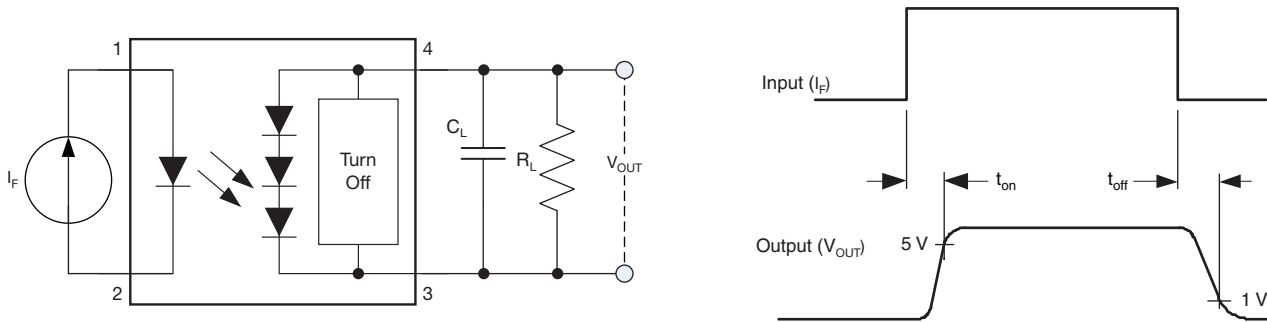 1
4
I_F
Turn
Off
C_L
R_L
V_OUT
2
3
Input (I_F)
t_on
t_off
Output (V_OUT)
5 V
1 V